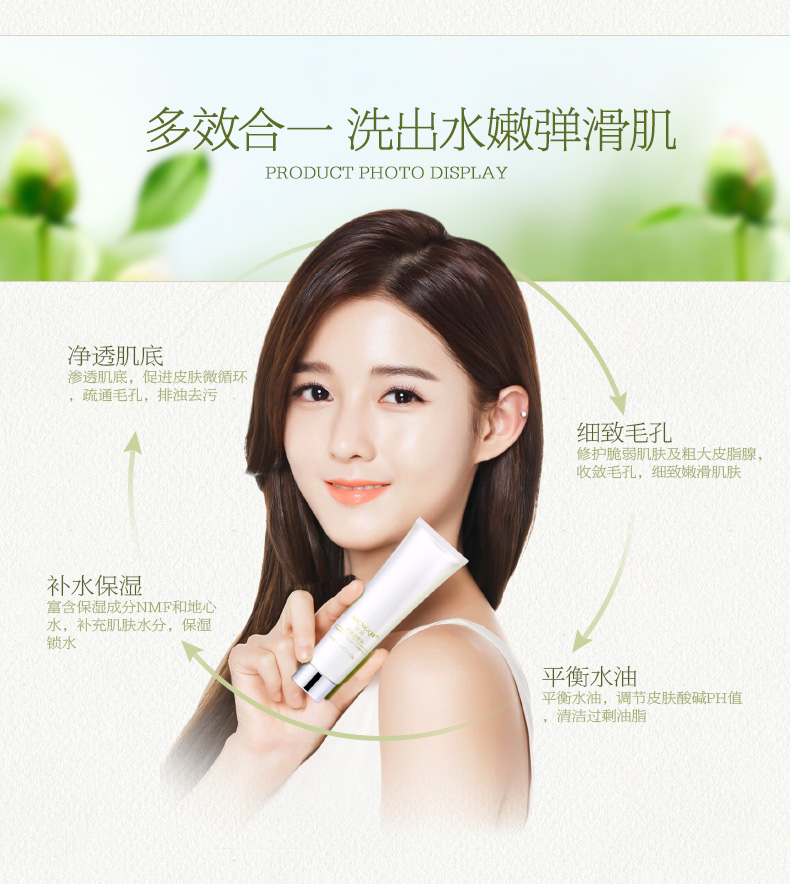 多效合一 洗出水嫩弹滑肌
PRODUCT PHOTO DISPLAY
净透肌底
渗透肌底，促进皮肤微循环
，疏通毛孔，排浊去污
细致毛孔
修护脆弱肌肤及粗大皮脂腺，
收敛毛孔，细致嫩滑肌肤
补水保湿
富含保湿成分NMF和地心
水，补充肌肤水分，保湿
锁水
平衡水油
平衡水油，调节皮肤酸碱PH值
，清洁过剩油脂